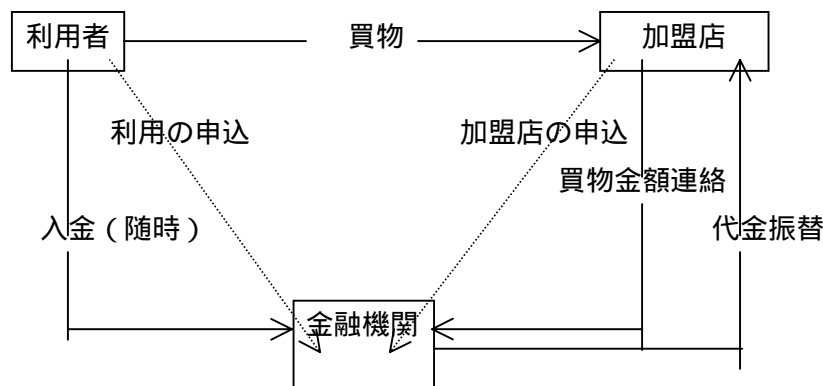 利用者
買物
加盟店
利用の申込
加盟店の申込
買物金額連絡
入金（随時）
代金振替
金融機関